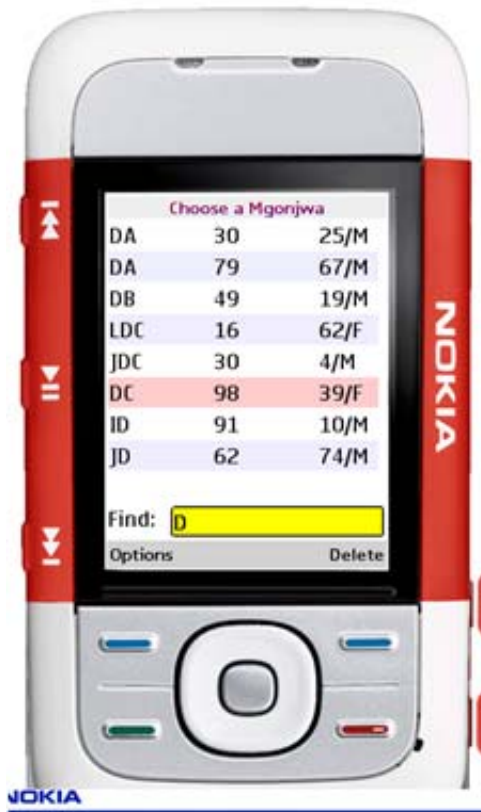 Choose a Mgonjwa
DA 30 25/M
DA 79 67/M
DB 49 19/M
LDC 16 62/F
JDC 30 4/M
DC 98 39/F
ID 91 10/M
JD 62 74/M
Find: D
Options Delete
NOKIA
NOKIA